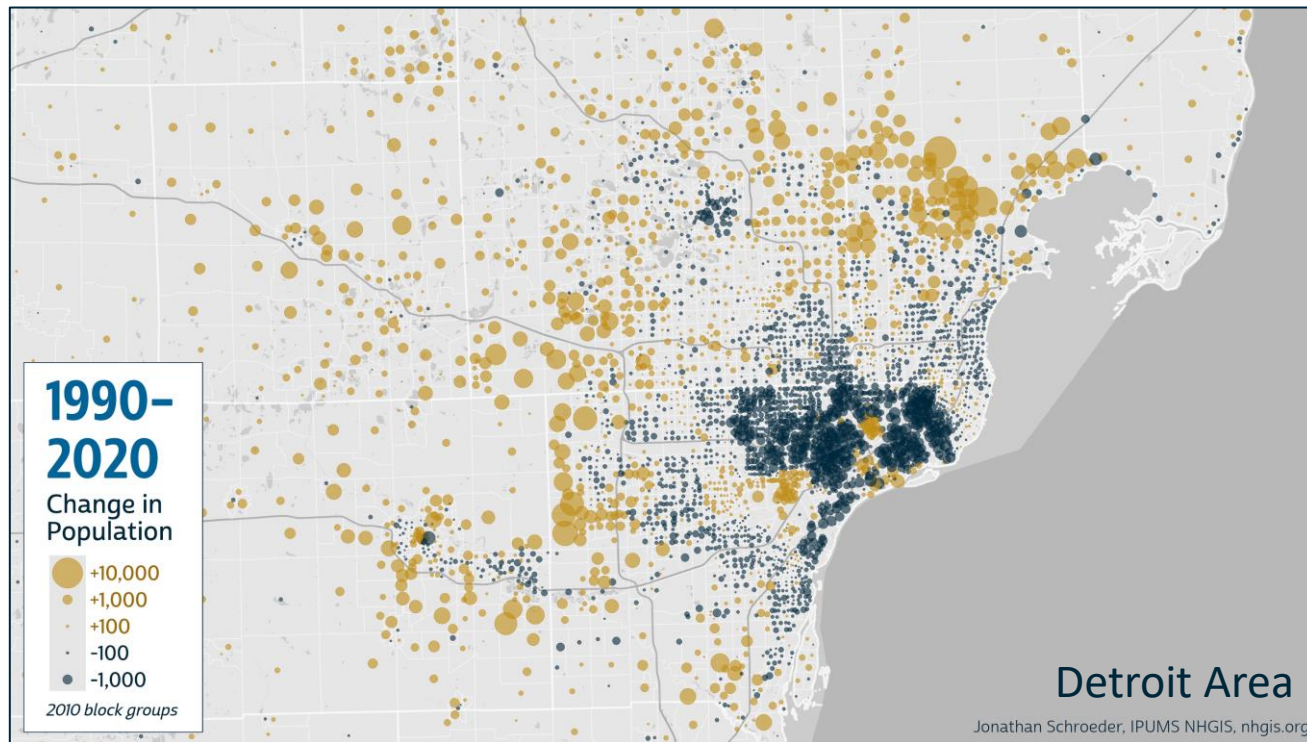 1990–
2020
Change in
Population
+10,000
+1,000
+100
-100
-1,000
2010 block groups
Detroit Area
Jonathan Schroeder, IPUMS NHGIS, nhgis.org